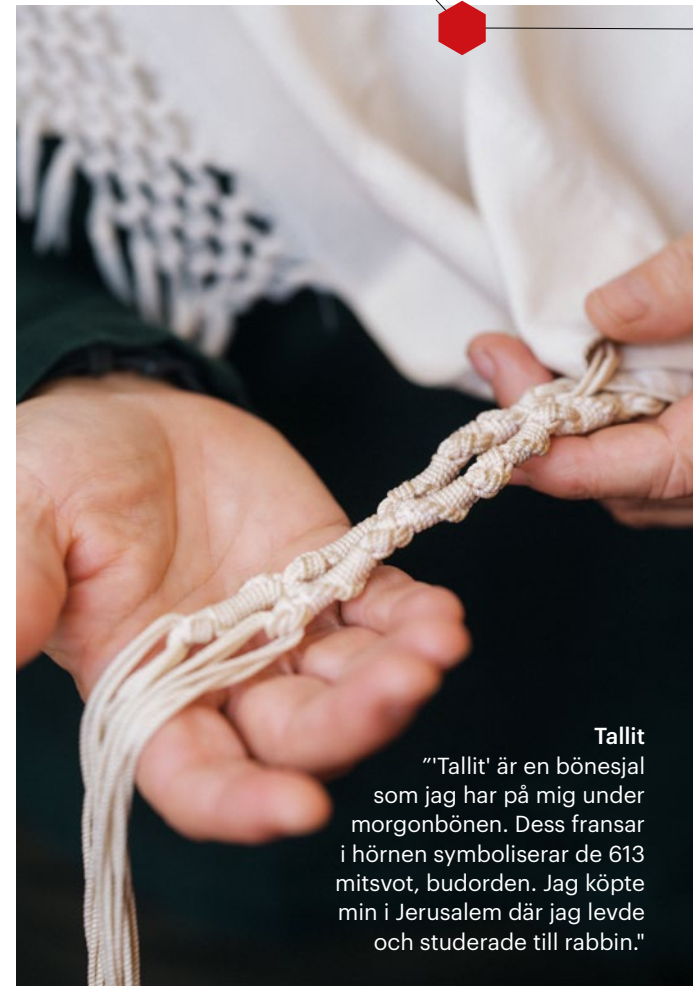 Tallit
”'Tallit' är en bönesjal
som jag har på mig under
morgonbönen. Dess fransar
i hörnen symboliserar de 613
mitsvot, budorden. Jag köpte
min i Jerusalem där jag levde
och studerade till rabbin."